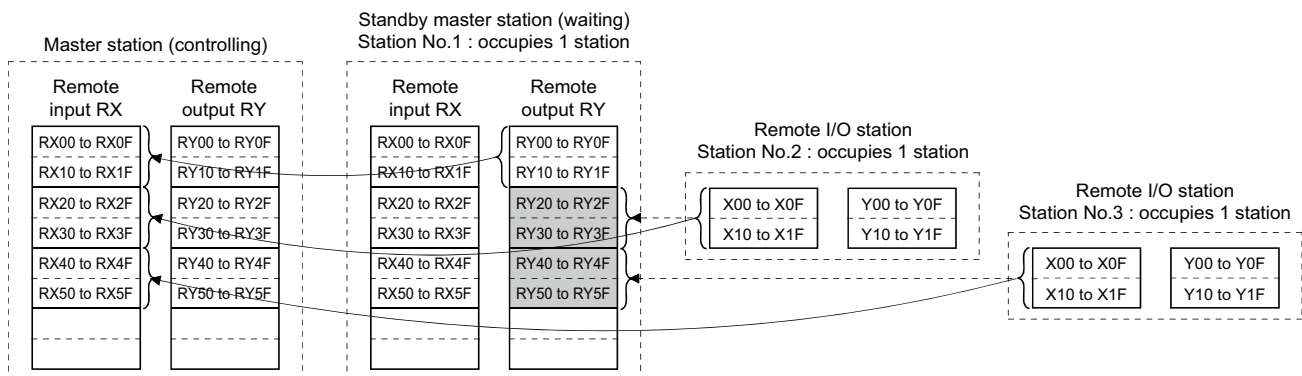 Master station (controlling)
Remote
input RX
Remote
output RY
RX00 to RX0F
RX10 to RX1F
RX20 to RX2F
RX30 to RX3F
RX40 to RX4F
RX50 to RX5F
RY00 to RY0F
RY10 to RY1F
RY20 to RY2F
RY30 to RY3F
RY40 to RY4F
RY50 to RY5F
Standby master station (waiting)
Station No.1 : occupies 1 station
Remote
input RX
Remote
output RY
RX00 to RX0F
RX10 to RX1F
RX20 to RX2F
RX30 to RX3F
RX40 to RX4F
RX50 to RX5F
RY00 to RY0F
RY10 to RY1F
RY20 to RY2F
RY30 to RY3F
RY40 to RY4F
RY50 to RY5F
Remote I/O station
Station No.2 : occupies 1 station
X00 to X0F
X10 to X1F
Y00 to Y0F
Y10 to Y1F
Remote I/O station
Station No.3 : occupies 1 station
X00 to X0F
X10 to X1F
Y00 to Y0F
Y10 to Y1F